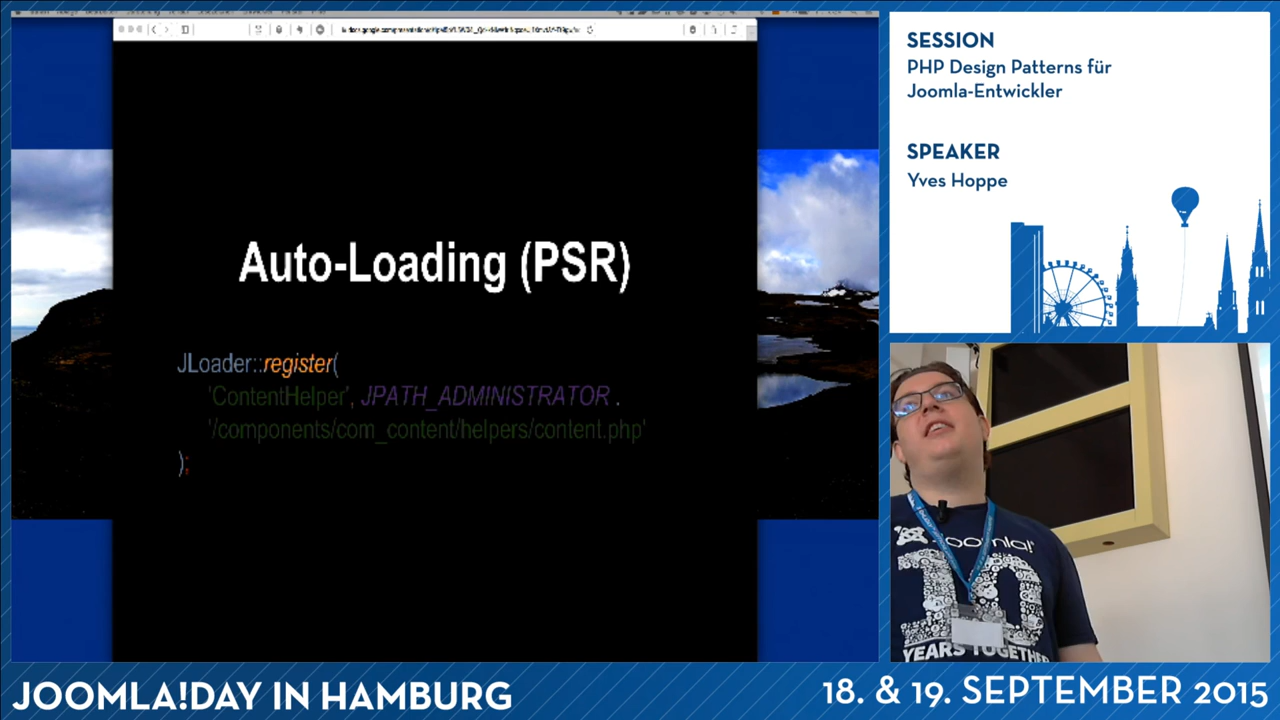 Auto-Loading (PSR)
JLoader::register(
'ContentHelper', JPATH_ADMINISTRATOR .
'/components/com_content/helpers/content.php'
);
SESSION
PHP Design Patterns für
Joomla-Entwickler
SPEAKER
Yves Hoppe
Joomla!
10
YEARS TOGETHER
JOOMLA!DAY IN HAMBURG
18. & 19. SEPTEMBER 2015